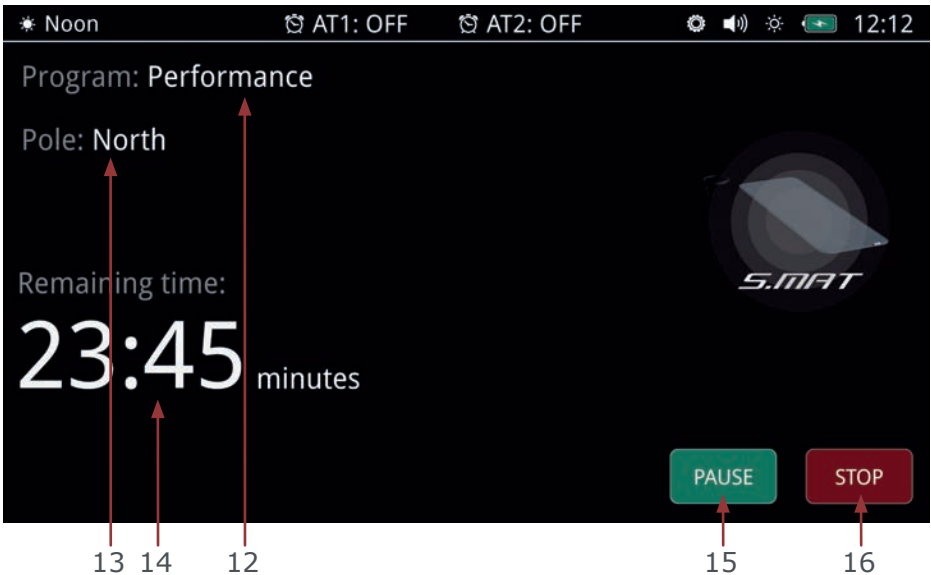 Noon AT1: OFF AT2: OFF 12:12
Program: Performance
Pole: North
S.MAT
Remaining time:
23:45 minutes
PAUSE STOP
13 14 12 15 16